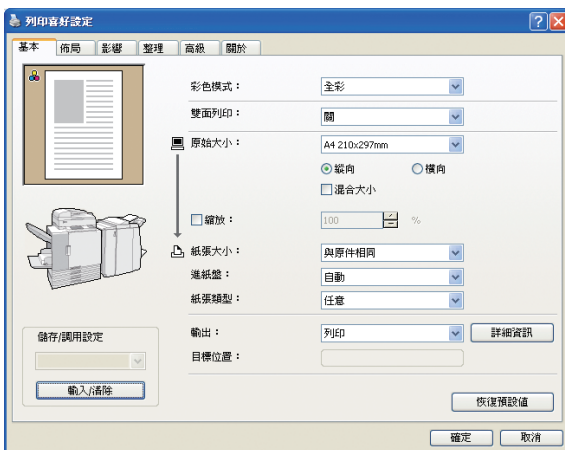 列印喜好設定
基本 佈局 影響 整理 高級 關於
彩色模式： 全彩
雙面列印： 關
原始大小： A4 210x297mm
縱向 橫向
混合大小
縮放： 100 %
紙張大小： 與原件相同
進紙盤： 自動
紙張類型： 任意
儲存/調用設定
輸出： 列印 詳細資訊
目標位置：
輸入/清除
恢復預設值
確定 取消